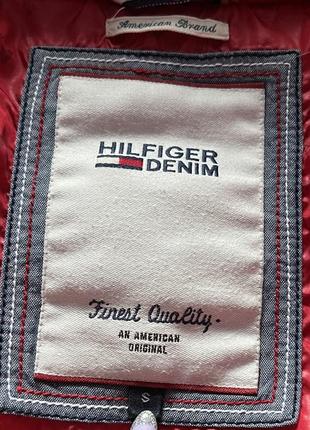 American Brand
HILFIGER
DENIM
Finest Quality.
AN AMERICAN
ORIGINAL
S